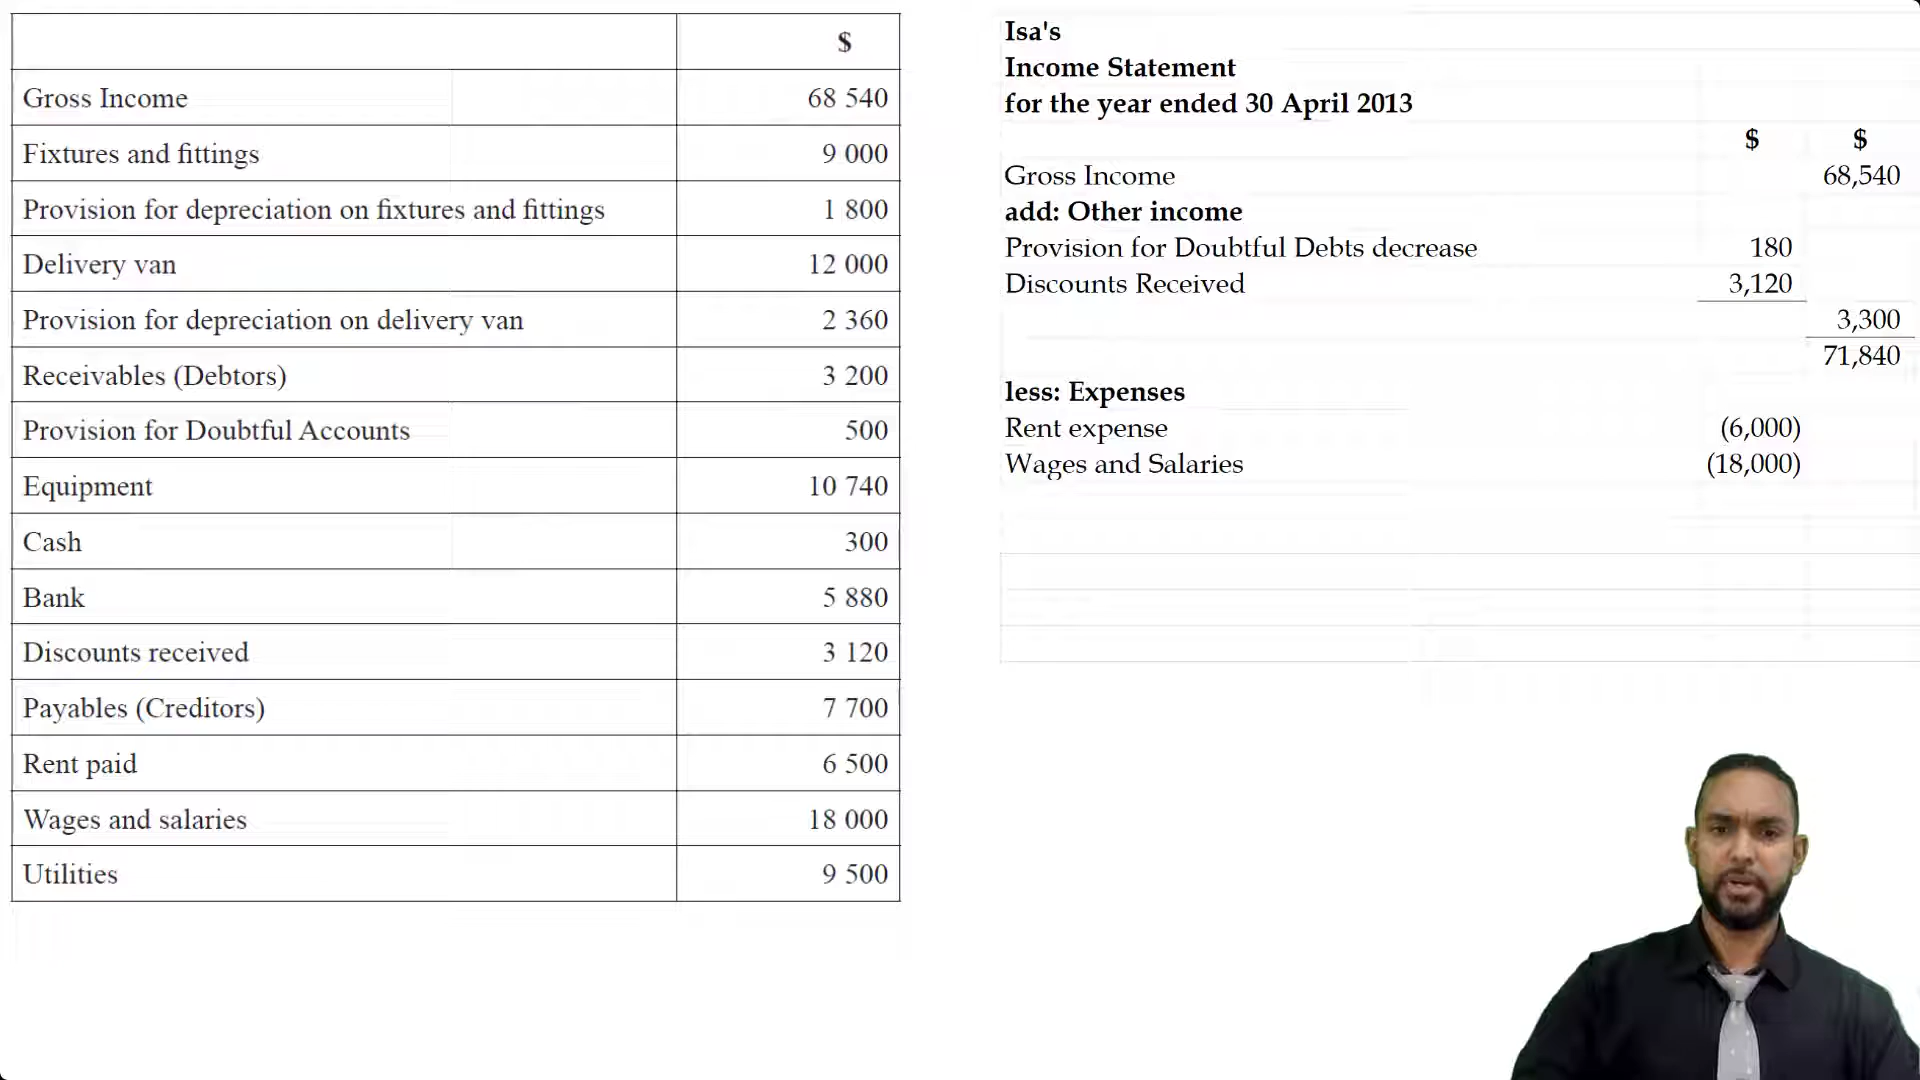 $
Gross Income 68 540
Fixtures and fittings 9 000
Provision for depreciation on fixtures and fittings 1 800
Delivery van 12 000
Provision for depreciation on delivery van 2 360
Receivables (Debtors) 3 200
Provision for Doubtful Accounts 500
Equipment 10 740
Cash 300
Bank 5 880
Discounts received 3 120
Payables (Creditors) 7 700
Rent paid 6 500
Wages and salaries 18 000
Utilities 9 500
Isa's
Income Statement
for the year ended 30 April 2013
$ $
Gross Income 68,540
add: Other income
Provision for Doubtful Debts decrease 180
Discounts Received 3,120
3,300
71,840
less: Expenses
Rent expense (6,000)
Wages and Salaries (18,000)